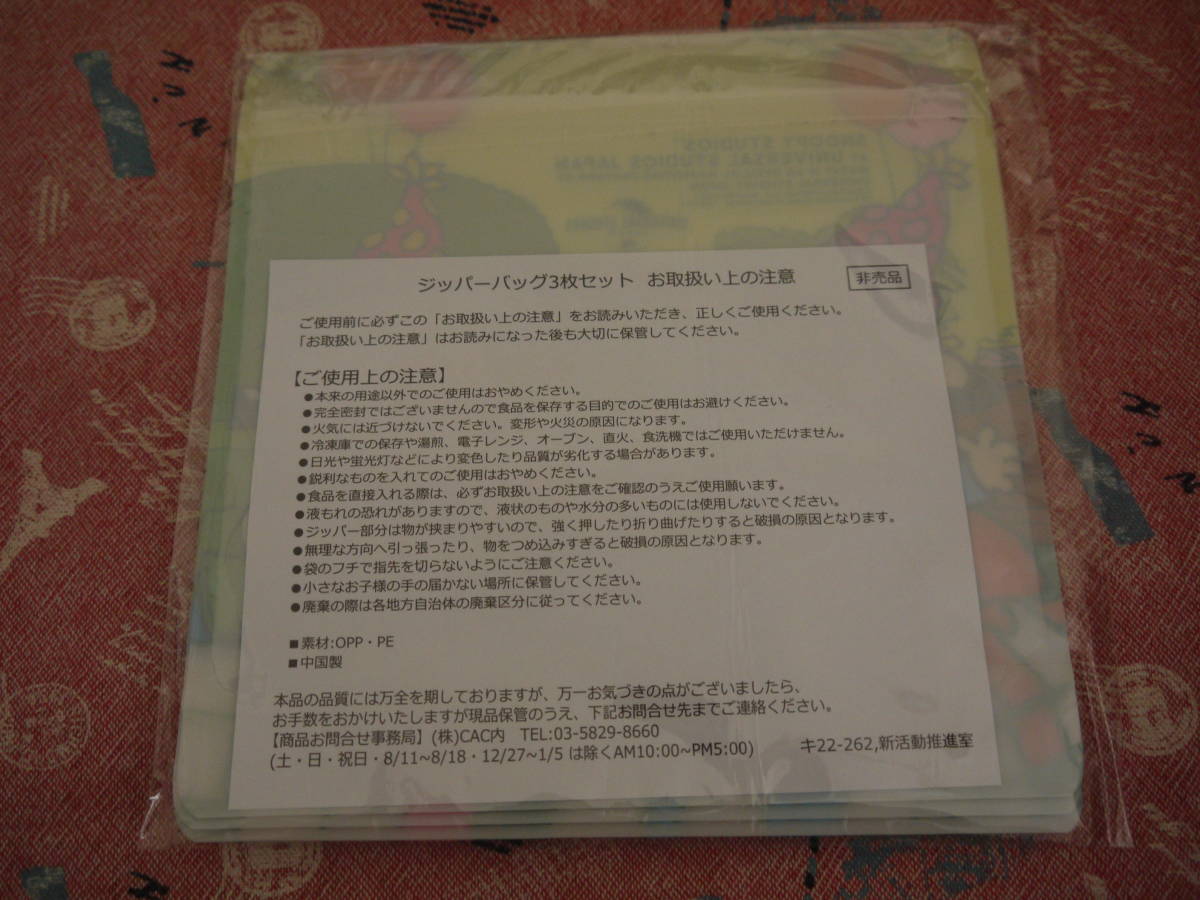 SNOOPY STUDIOS
UNIVERSAL STUDIOS JAPAN
ジッパーバッグ3枚セット お取扱い上の注意 非売品
ご使用前に必ずこの「お取扱い上の注意」をお読みいただき、正しくご使用ください。
「お取扱い上の注意」はお読みになった後も大切に保管してください。
【ご使用上の注意】
●本来の用途以外でのご使用はおやめください。
●完全密封ではございませんので食品を保存する目的でのご使用はお避けください。
●火気には近づけないでください。変形や火災の原因になります。
●冷凍庫での保存や湯煎、電子レンジ、オーブン、直火、食洗機ではご使用いただけません。
●日光や蛍光灯などにより変色したり品質が劣化する場合があります。
●鋭利なものを入れてのご使用はおやめください。
●食品を直接入れる際は、必ずお取扱い上の注意をご確認のうえご使用願います。
●液もれの恐れがありますので、液状のものや水分の多いものには使用しないでください。
●ジッパー部分は物が挟まりやすいので、強く押したり折り曲げたりすると破損の原因となります。
●無理な方向へ引っ張ったり、物をつめ込みすぎると破損の原因となります。
●袋のフチで指先を切らないようにご注意ください。
●小さなお子様の手の届かない場所に保管してください。
●廃棄の際は各地方自治体の廃棄区分に従ってください。
■素材:OPP・PE
■中国製
本品の品質には万全を期しておりますが、万一お気づきの点がございましたら、
お手数をおかけいたしますが現品保管のうえ、下記お問合せ先までご連絡ください。
【商品お問合せ事務局】(株)CAC内 TEL:03-5829-8660
(土・日・祝日・8/11~8/18・12/27~1/5 は除くAM10:00~PM5:00) キ22-262,新活動推進室